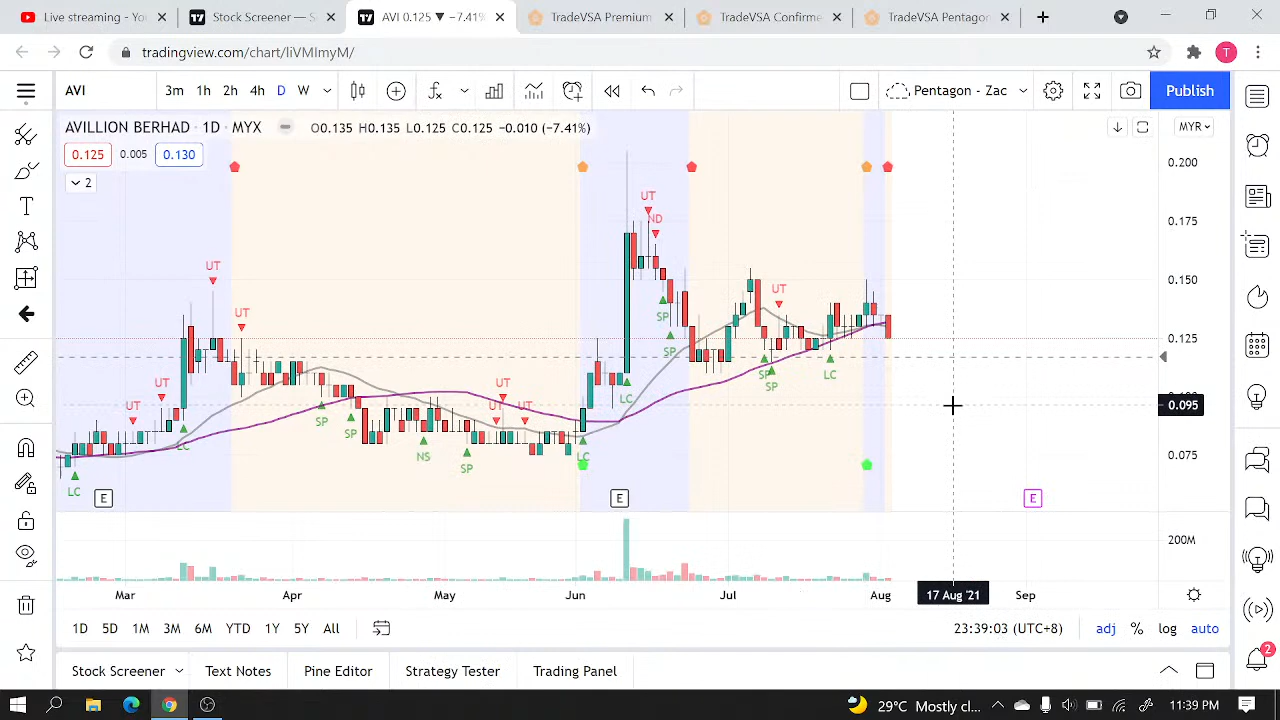 Live streaming - Yo
Stock Screener — S
AVI 0.125 ▼ −7.41%
TradeVSA Premium
TradeVSA Confirme
TradeVSA Pentagor
tradingview.com/chart/liVMImyM/
T
AVI
3m 1h 2h 4h D W
Pentagon - Zac
Publish
AVILLION BERHAD · 1D · MYX
O0.135 H0.135 L0.125 C0.125 −0.010 (−7.41%)
MYR
0.125 0.005 0.130
2
0.200
UT
ND
0.175
UT
0.150
UT
UT
SP
0.125
SP
UT
UT
SP
SP
LC
LC
0.095
UT
UT
UT
SP
SP
LC
NS
SP
LC
0.075
LC
E
E
E
200M
Mar Apr May Jun Jul Aug 17 Aug '21 Sep
1D 5D 1M 3M 6M YTD 1Y 5Y All
23:39:03 (UTC+8) adj % log auto
2
Stock Screener Text Notes Pine Editor Strategy Tester Trading Panel
29°C Mostly cl...
11:39 PM